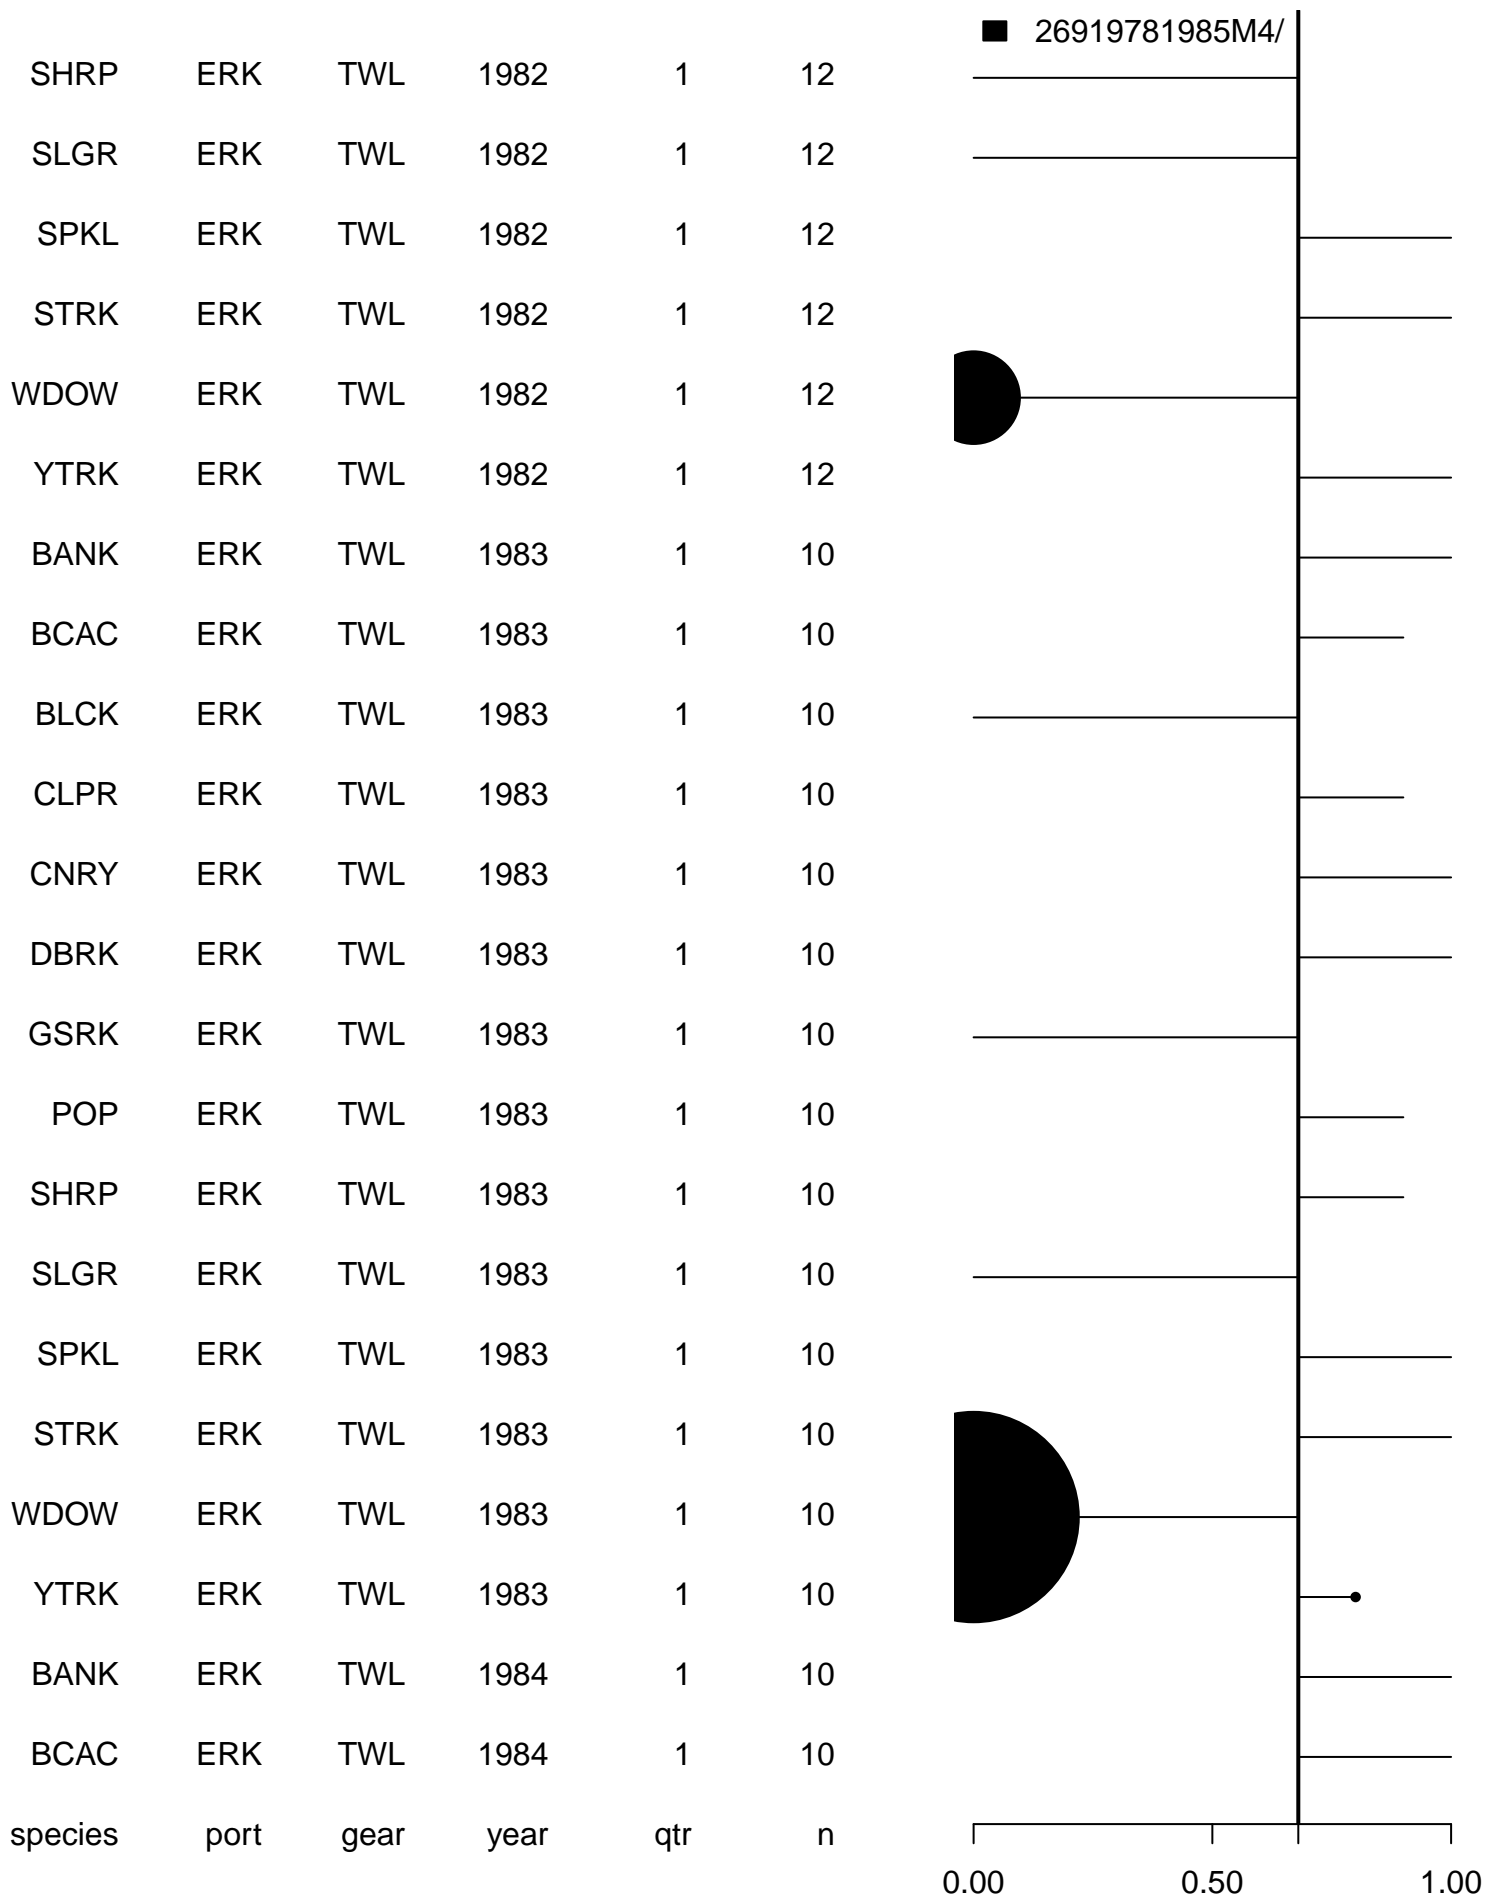 26919781985M4/
SHRP ERK TWL 1982 1 12
SLGR ERK TWL 1982 1 12
SPKL ERK TWL 1982 1 12
STRK ERK TWL 1982 1 12
WDOW ERK TWL 1982 1 12
YTRK ERK TWL 1982 1 12
BANK ERK TWL 1983 1 10
BCAC ERK TWL 1983 1 10
BLCK ERK TWL 1983 1 10
CLPR ERK TWL 1983 1 10
CNRY ERK TWL 1983 1 10
DBRK ERK TWL 1983 1 10
GSRK ERK TWL 1983 1 10
POP ERK TWL 1983 1 10
SHRP ERK TWL 1983 1 10
SLGR ERK TWL 1983 1 10
SPKL ERK TWL 1983 1 10
STRK ERK TWL 1983 1 10
WDOW ERK TWL 1983 1 10
YTRK ERK TWL 1983 1 10
BANK ERK TWL 1984 1 10
BCAC ERK TWL 1984 1 10
species port gear year qtr n
0.00 0.50 1.00